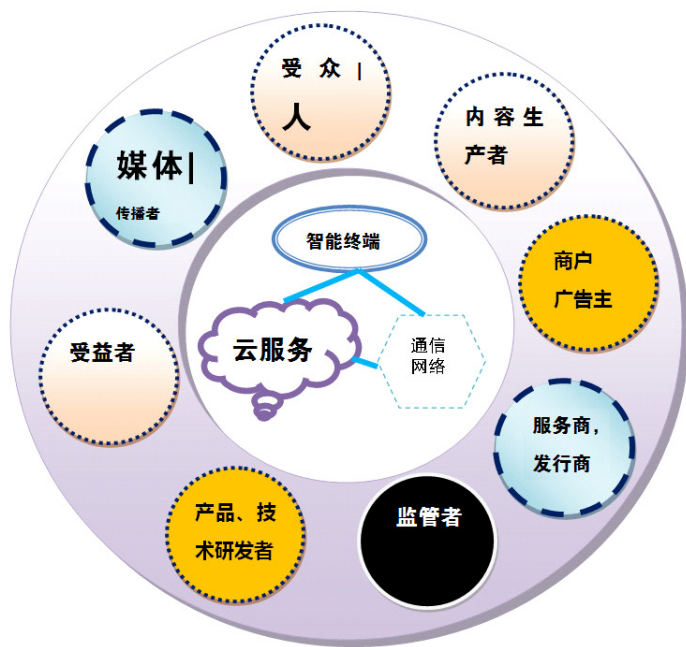 受 众 |
人
内 容 生
产者
媒体|
传播者
智能终端
商户
广告主
云服务
通信
网络
受益者
服务商，
发行商
产品、技
术研发者
监管者